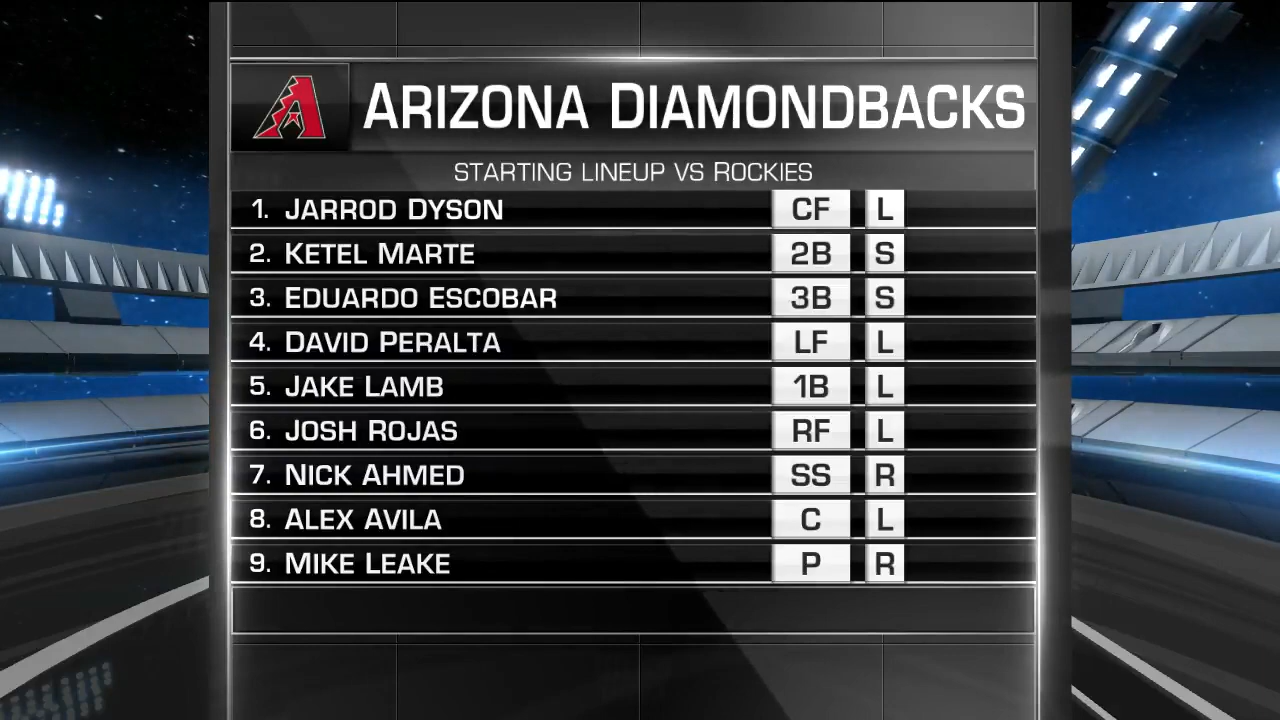 ARIZONA DIAMONDBACKS
STARTING LINEUP VS ROCKIES
1. JARROD DYSON CF L
2. KETEL MARTE 2B S
3. EDUARDO ESCOBAR 3B S
4. DAVID PERALTA LF L
5. JAKE LAMB 1B L
6. JOSH ROJAS RF L
7. NICK AHMED SS R
8. ALEX AVILA C L
9. MIKE LEAKE P R